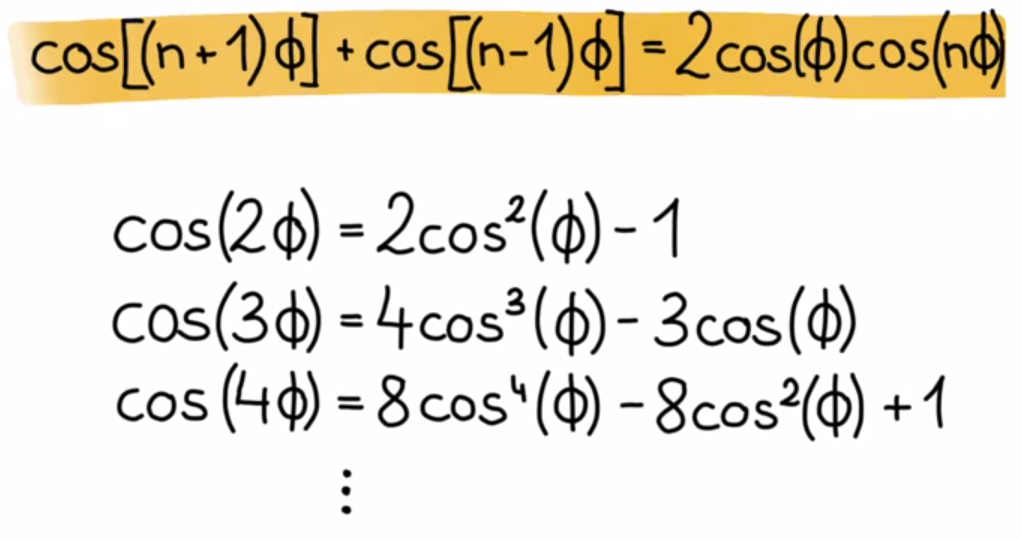 cos[(n+1)ϕ] + cos[(n-1)ϕ] = 2cos(ϕ)cos(nϕ)
cos(2ϕ) = 2cos²(ϕ) - 1
cos(3ϕ) = 4cos³(ϕ) - 3cos(ϕ)
cos(4ϕ) = 8cos⁴(ϕ) - 8cos²(ϕ) + 1
⋮